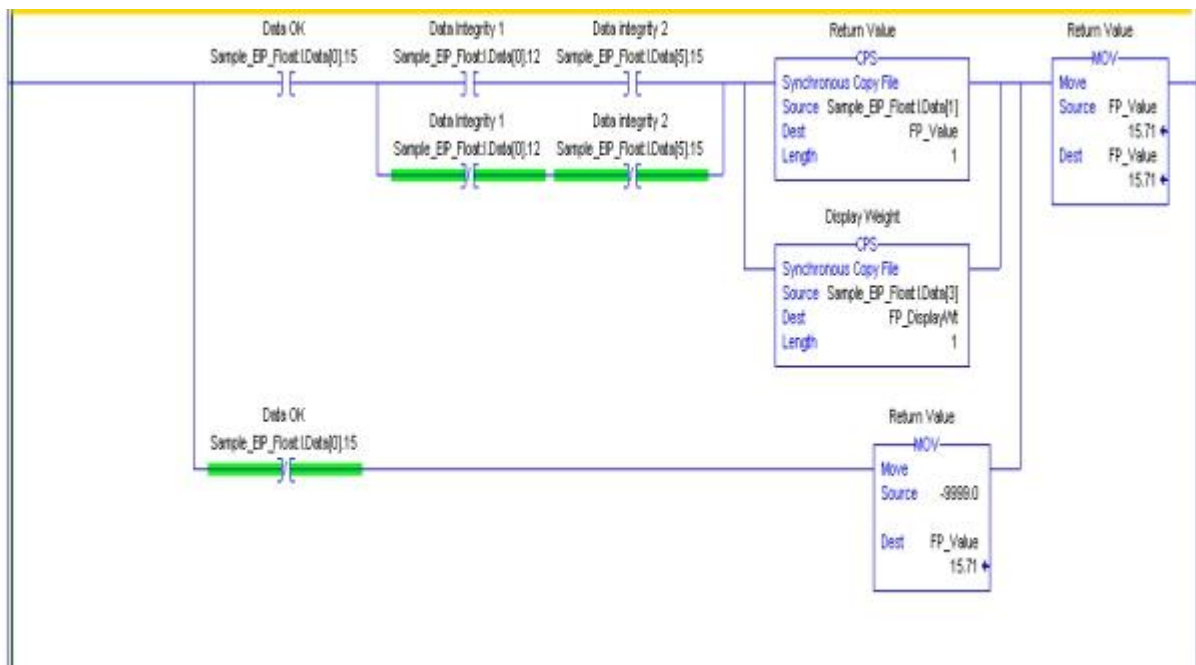 Data OK
Sample_EIP_Float:I.Data[0].15
Data Integrity 1
Sample_EIP_Float:I.Data[0].12
Data integrity 2
Sample_EIP_Float:I.Data[5].15
Data Integrity 1
Sample_EIP_Float:I.Data[0].12
Data integrity 2
Sample_EIP_Float:I.Data[5].15
Return Value
CPS
Synchronous Copy File
Source Sample_EIP_Float:I.Data[1]
Dest FP_Value
Length 1
Return Value
MOV
Move
Source FP_Value
15.71
Dest FP_Value
15.71
Display Weight
CPS
Synchronous Copy File
Source Sample_EIP_Float:I.Data[3]
Dest FP_DisplayWt
Length 1
Data OK
Sample_EIP_Float:I.Data[0].15
Return Value
MOV
Move
Source -9999.0
Dest FP_Value
15.71